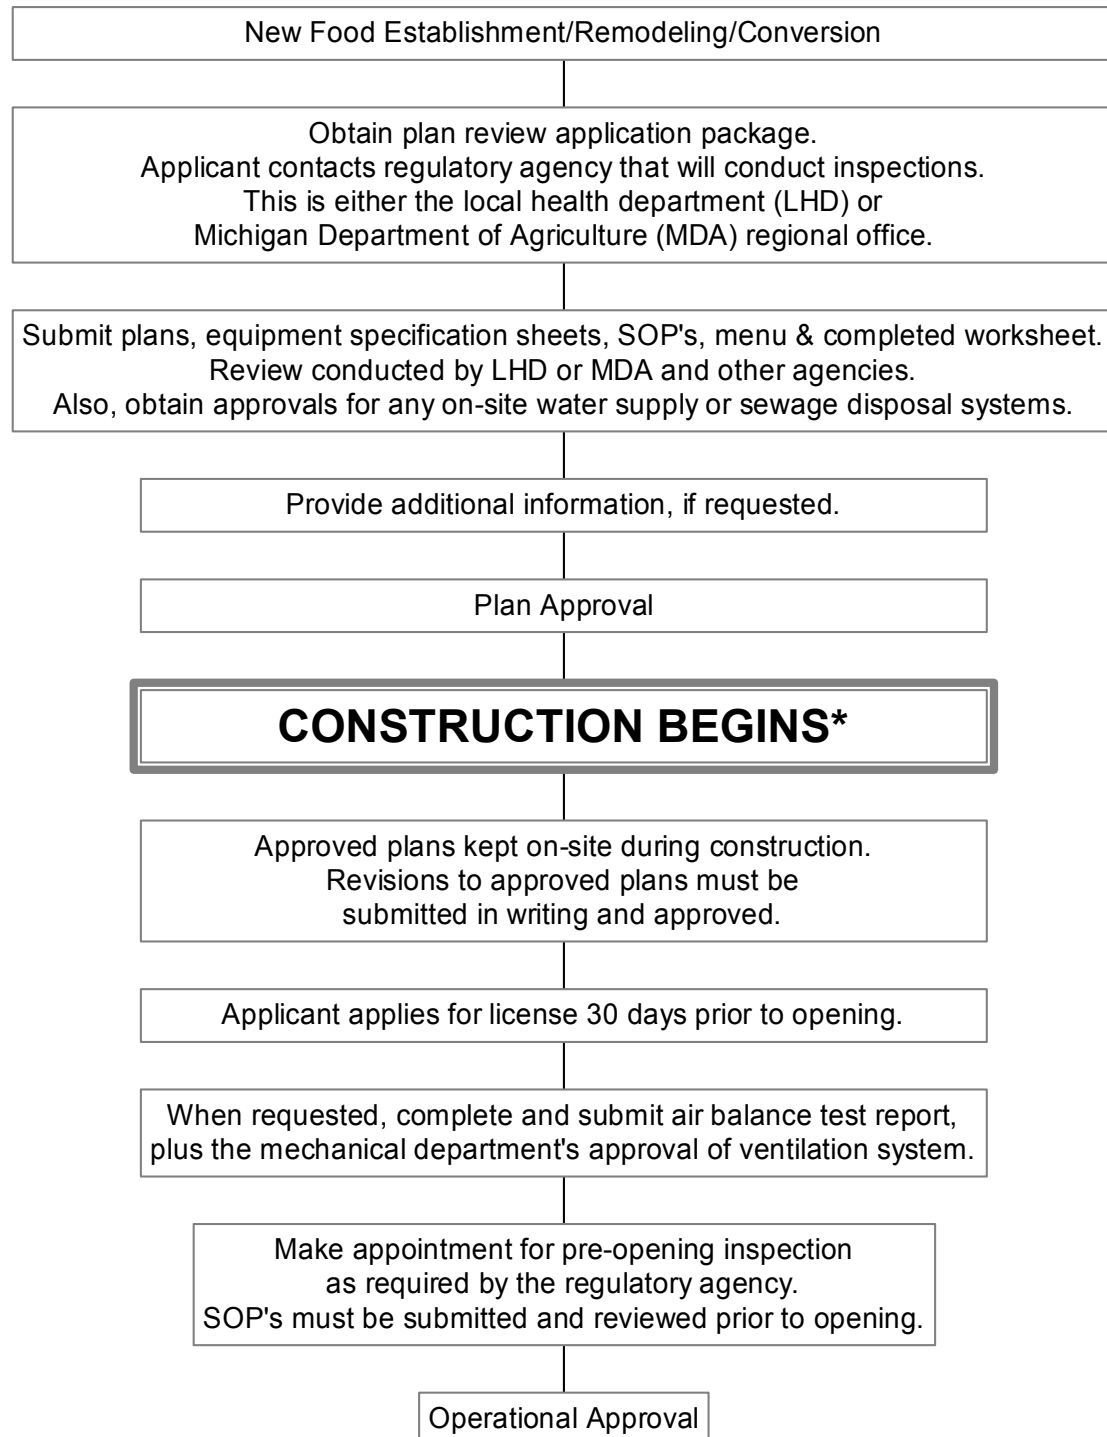 New Food Establishment/Remodeling/Conversion
Obtain plan review application package.
Applicant contacts regulatory agency that will conduct inspections.
This is either the local health department (LHD) or
Michigan Department of Agriculture (MDA) regional office.
Submit plans, equipment specification sheets, SOP's, menu & completed worksheet.
Review conducted by LHD or MDA and other agencies.
Also, obtain approvals for any on-site water supply or sewage disposal systems.
Provide additional information, if requested.
Plan Approval
CONSTRUCTION BEGINS*
Approved plans kept on-site during construction.
Revisions to approved plans must be
submitted in writing and approved.
Applicant applies for license 30 days prior to opening.
When requested, complete and submit air balance test report,
plus the mechanical department's approval of ventilation system.
Make appointment for pre-opening inspection
as required by the regulatory agency.
SOP's must be submitted and reviewed prior to opening.
Operational Approval